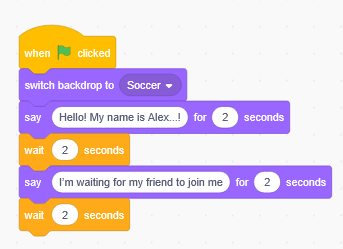 when clicked
switch backdrop to Soccer
say Hello! My name is Alex...! for 2 seconds
wait 2 seconds
say I'm waiting for my friend to join me for 2 seconds
wait 2 seconds